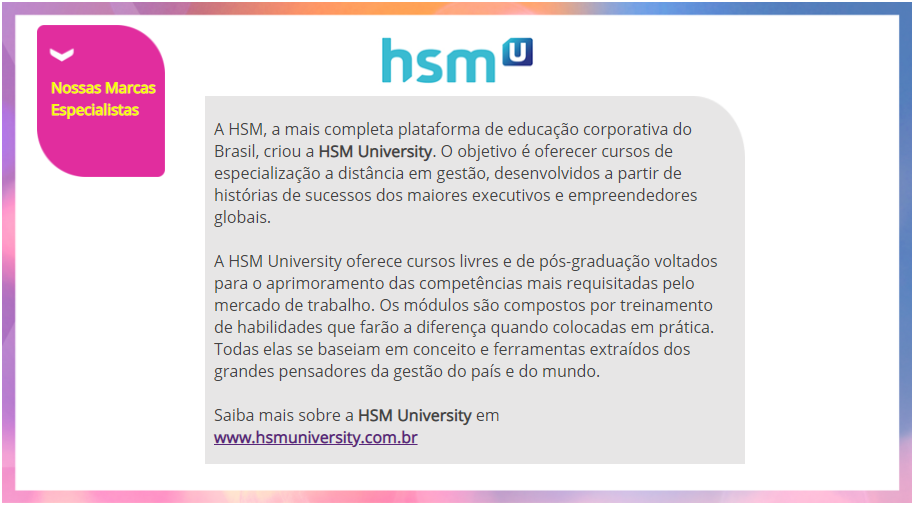 Nossas Marcas
Especialistas
hsm U
A HSM, a mais completa plataforma de educação corporativa do
Brasil, criou a HSM University. O objetivo é oferecer cursos de
especialização a distância em gestão, desenvolvidos a partir de
histórias de sucessos dos maiores executivos e empreendedores
globais.
A HSM University oferece cursos livres e de pós-graduação voltados
para o aprimoramento das competências mais requisitadas pelo
mercado de trabalho. Os módulos são compostos por treinamento
de habilidades que farão a diferença quando colocadas em prática.
Todas elas se baseiam em conceito e ferramentas extraídos dos
grandes pensadores da gestão do país e do mundo.
Saiba mais sobre a HSM University em
www.hsmuniversity.com.br